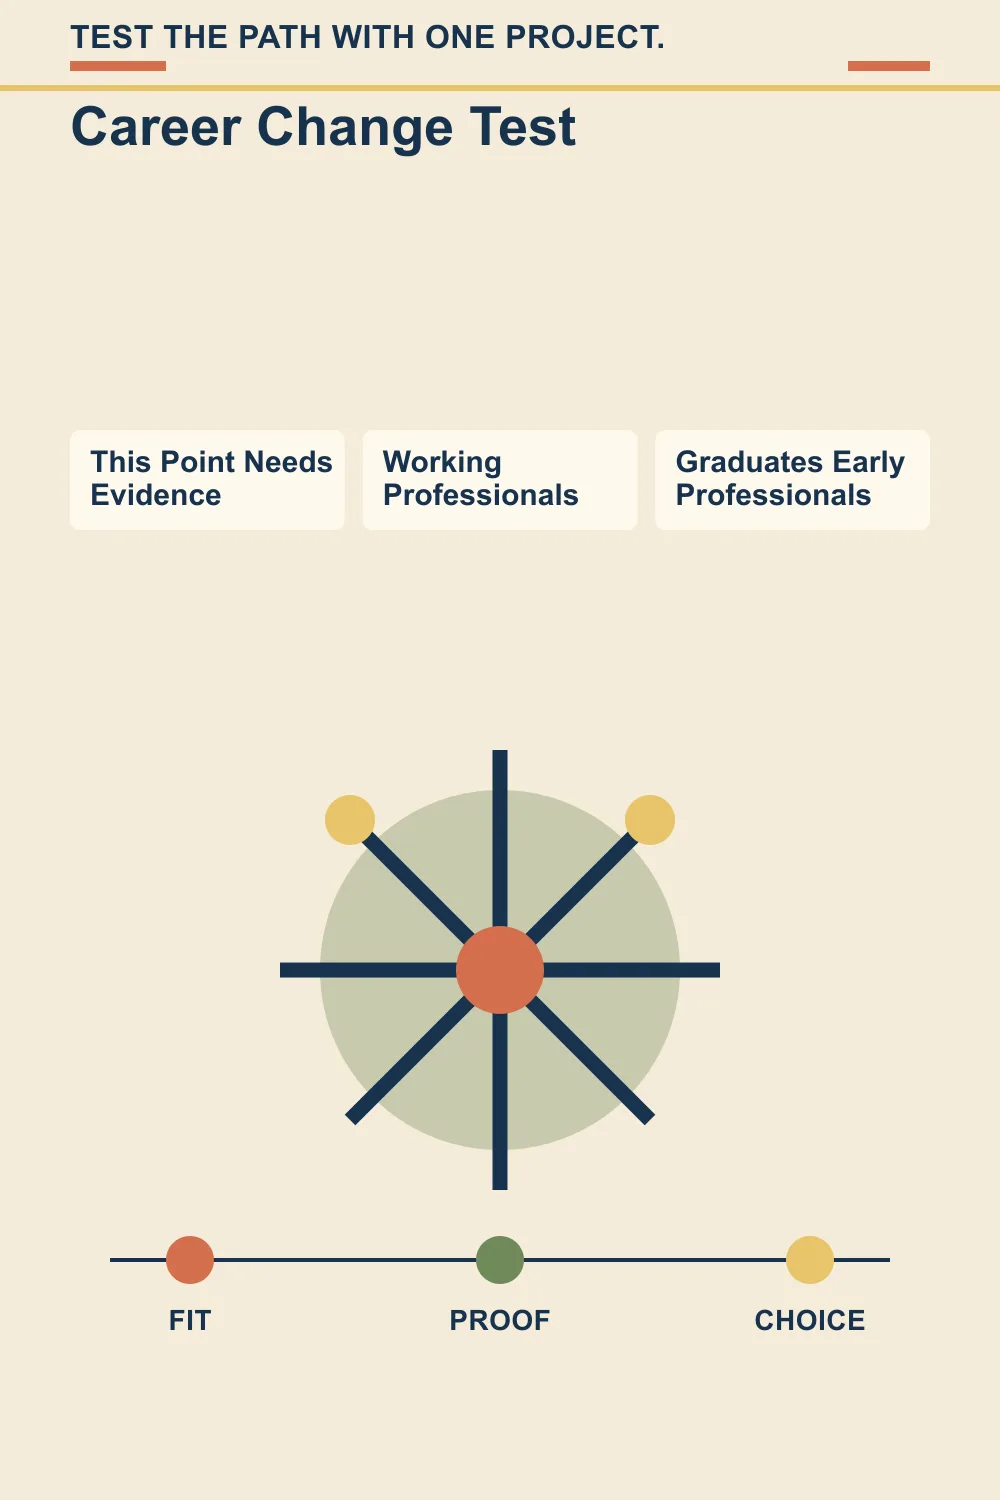 TEST THE PATH WITH ONE PROJECT.
Career Change Test
This Point Needs
Evidence
Working
Professionals
Graduates Early
Professionals
FIT
PROOF
CHOICE